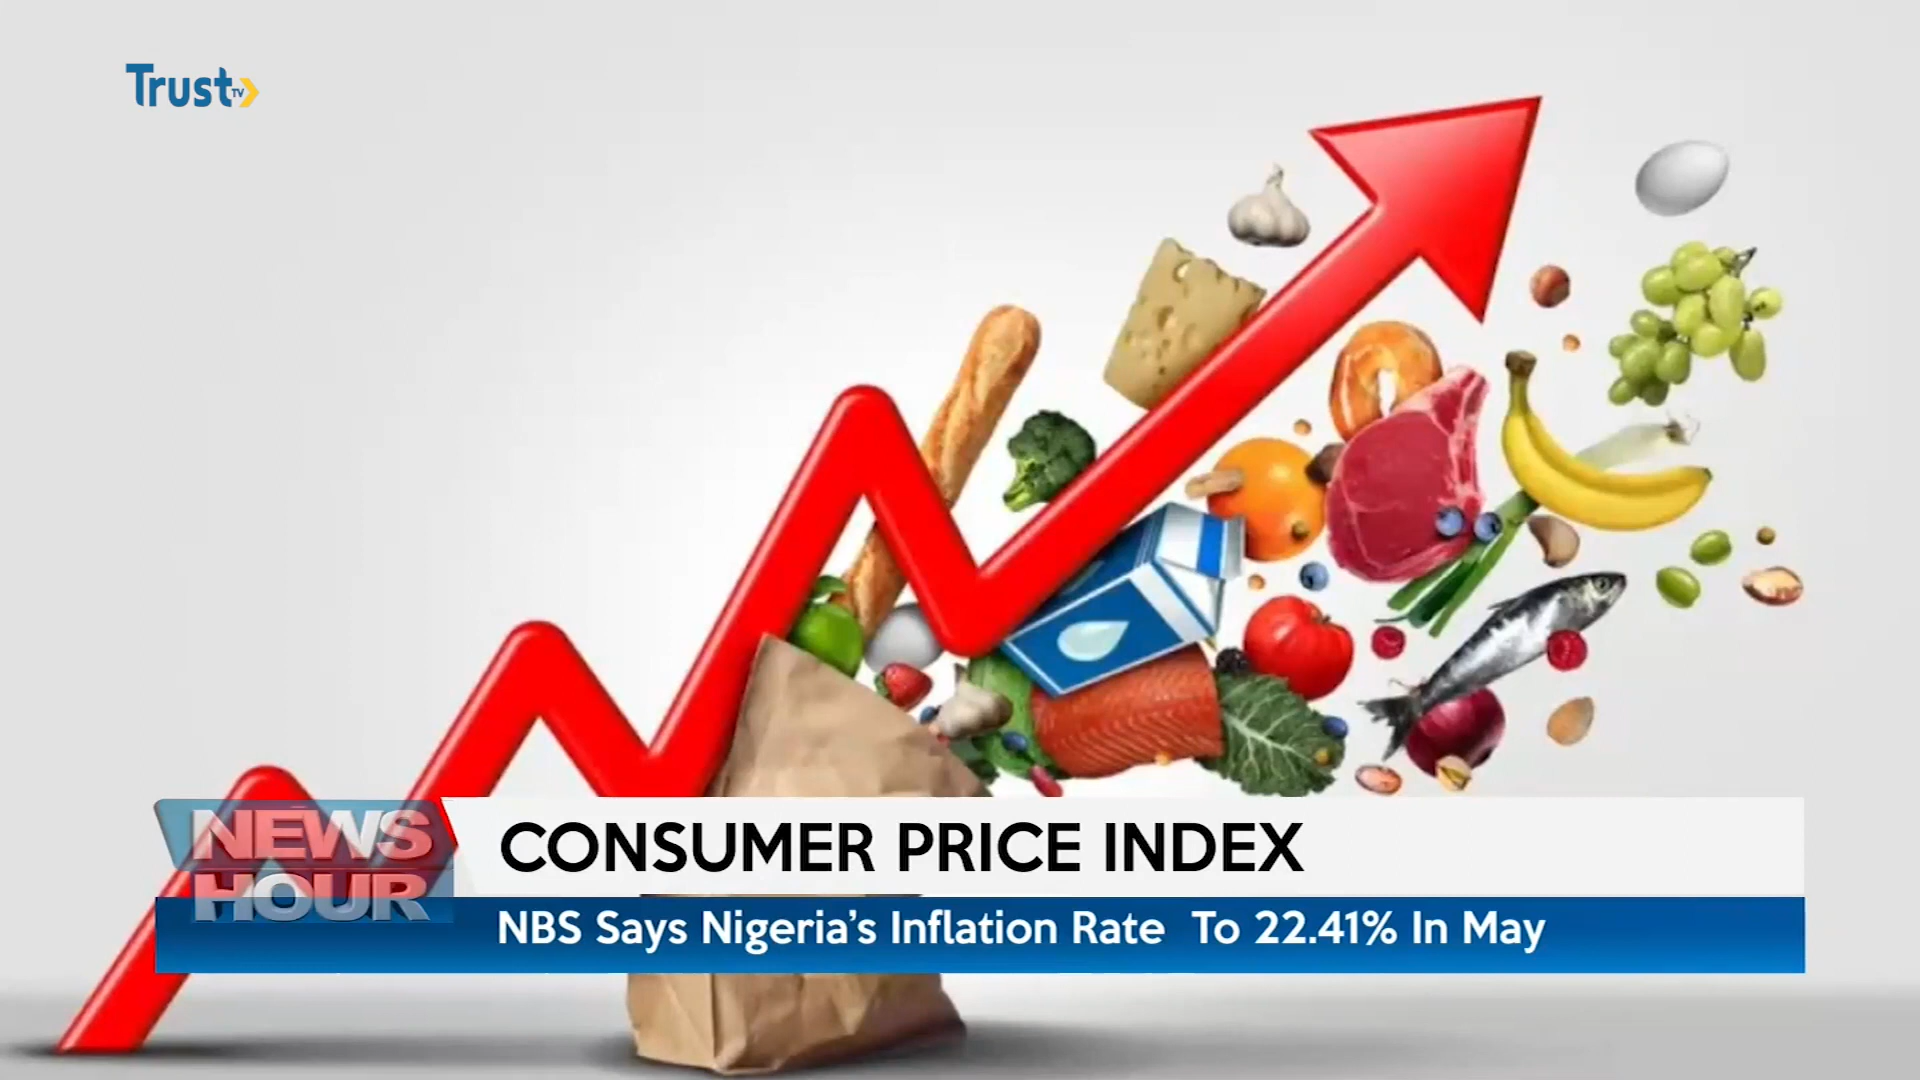 Trust TV
NEWS
HOUR
CONSUMER PRICE INDEX
NBS Says Nigeria’s Inflation Rate  To 22.41% In May